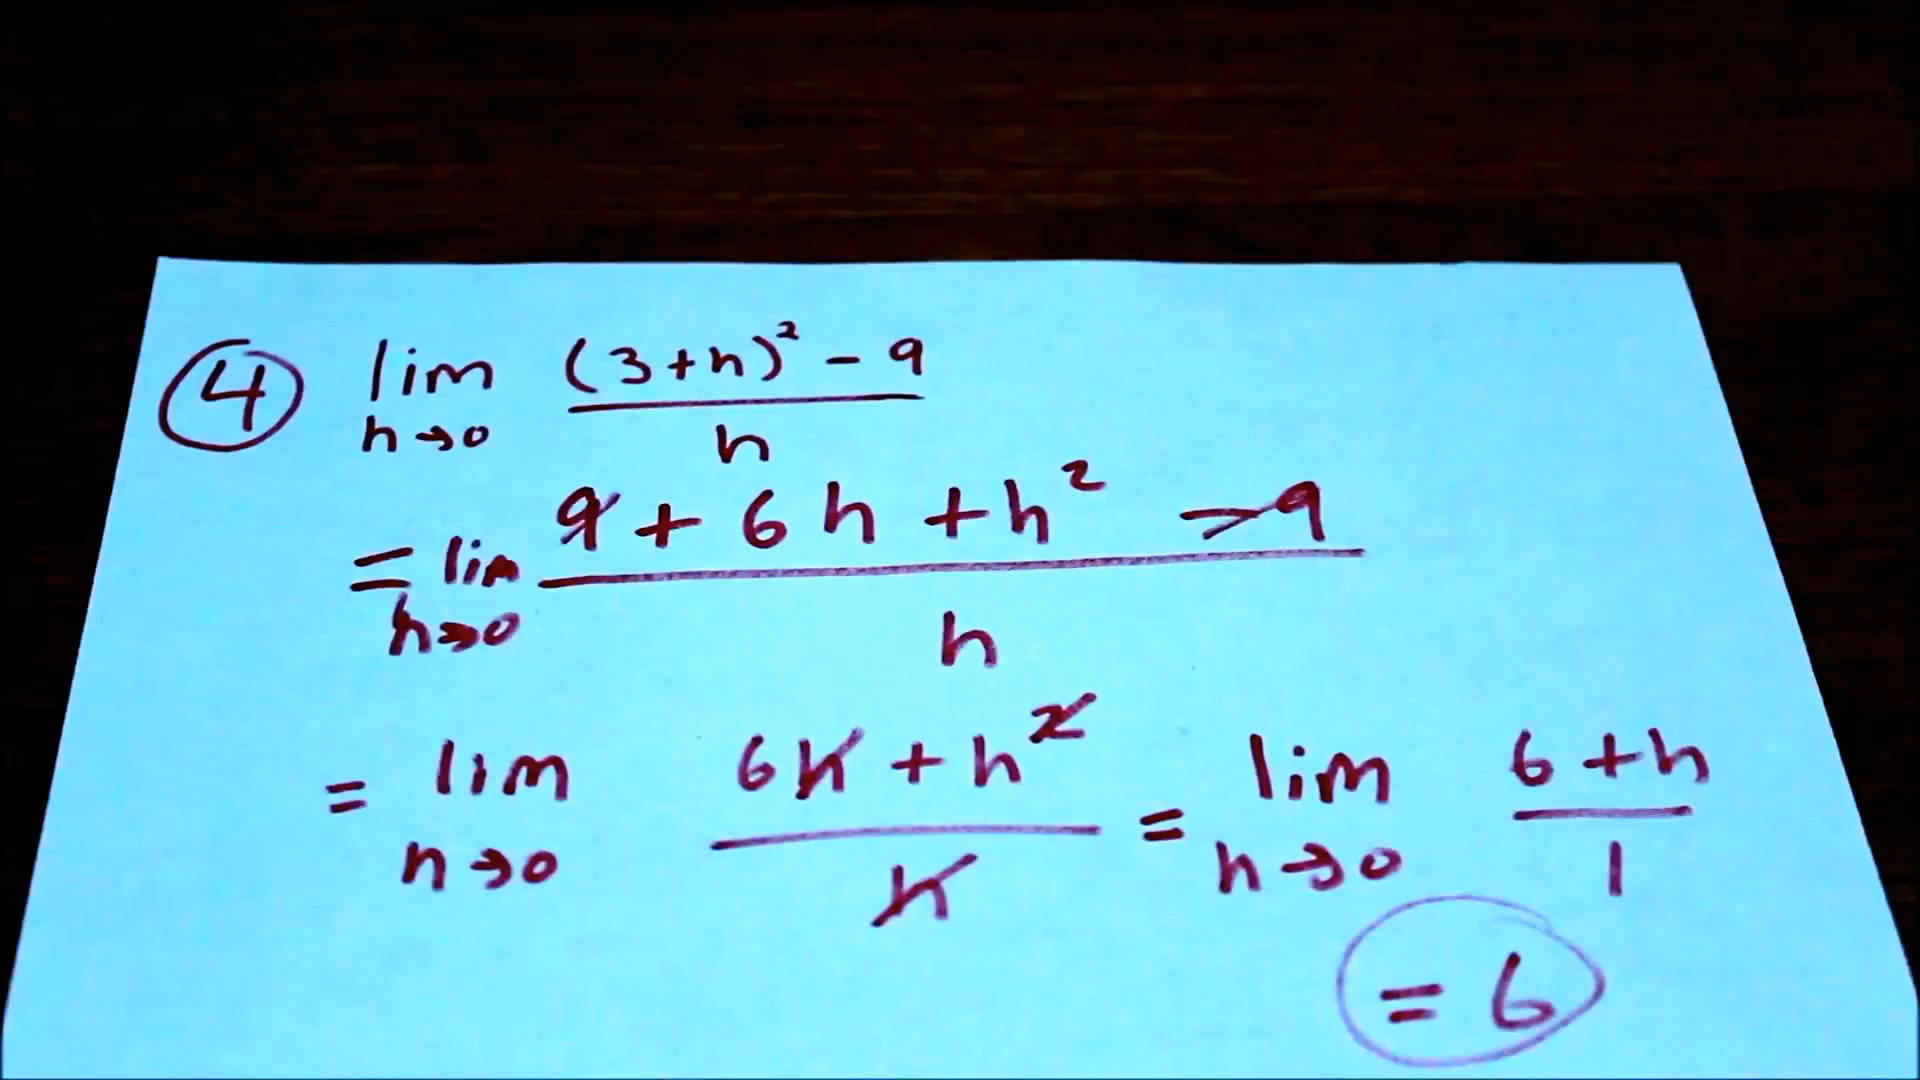 ④ lim h→0 ((3+h)² - 9)/h
= lim h→0 (9 + 6h + h² - 9)/h
= lim h→0 (6h + h²)/h = lim h→0 (6+h)/1
= 6